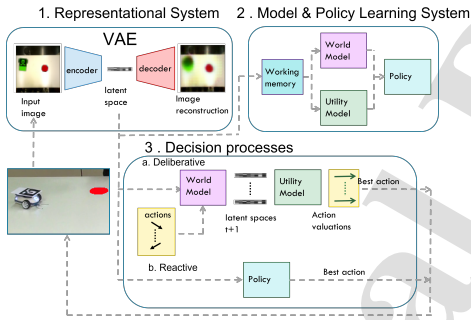 1. Representational System
VAE
encoder
decoder
Input
image
latent
space
Image
reconstruction
2 . Model & Policy Learning System
Working
memory
World
Model
Utility
Model
Policy
3 . Decision processes
a. Deliberative
World
Model
actions
latent spaces
t+1
Utility
Model
Action
valuations
Best action
b. Reactive
Policy
Best action